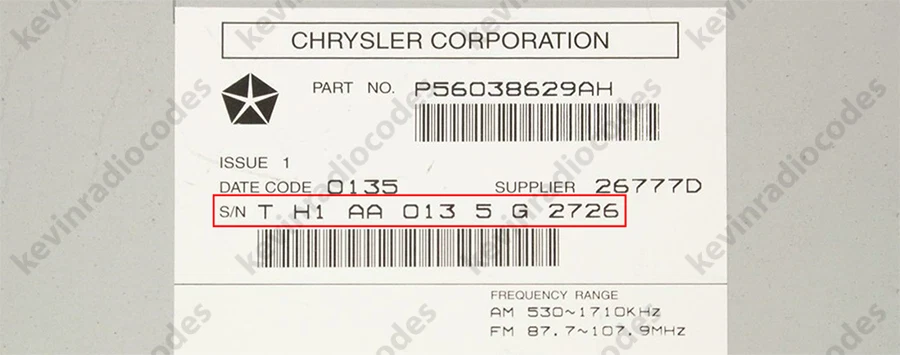 CHRYSLER CORPORATION
PART NO. P56038629AH
ISSUE 1
DATE CODE 0135 SUPPLIER 26777D
S/N T H1 AA 013 5 G 2726
FREQUENCY RANGE
AM 530~1710KHz
FM 87.7~107.9MHz
kevinradiocodes